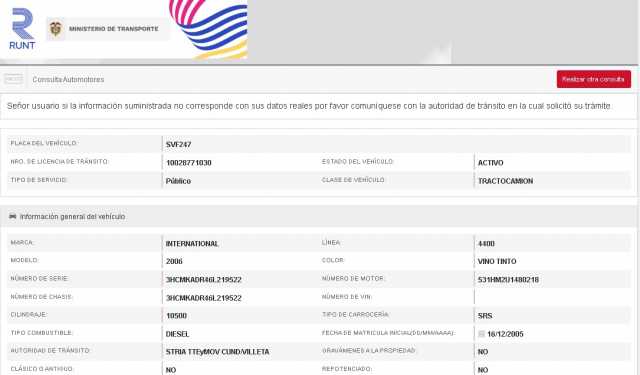 RUNT
MINISTERIO DE TRANSPORTE
Consulta Automotores
Realizar otra consulta
Señor usuario si la información suministrada no corresponde con sus datos reales por favor comuníquese con la autoridad de tránsito en la cual solicitó su trámite.
PLACA DEL VEHÍCULO: SVF247
NRO. DE LICENCIA DE TRÁNSITO: 10028771030 ESTADO DEL VEHÍCULO: ACTIVO
TIPO DE SERVICIO: Público CLASE DE VEHÍCULO: TRACTOCAMION
Información general del vehículo
MARCA: INTERNATIONAL LÍNEA: 4400
MODELO: 2006 COLOR: VINO TINTO
NÚMERO DE SERIE: 3HCMKADR46L219522 NÚMERO DE MOTOR: 531HM2U1480218
NÚMERO DE CHASIS: 3HCMKADR46L219522 NÚMERO DE VIN:
CILINDRAJE: 10500 TIPO DE CARROCERÍA: SRS
TIPO COMBUSTIBLE: DIESEL FECHA DE MATRICULA INICIAL(DD/MM/AAAA): 16/12/2005
AUTORIDAD DE TRÁNSITO: STRIA TTEyMOV CUND/VILLETA GRAVÁMENES A LA PROPIEDAD: NO
CLÁSICO O ANTIGUO: NO REPOTENCIADO: NO